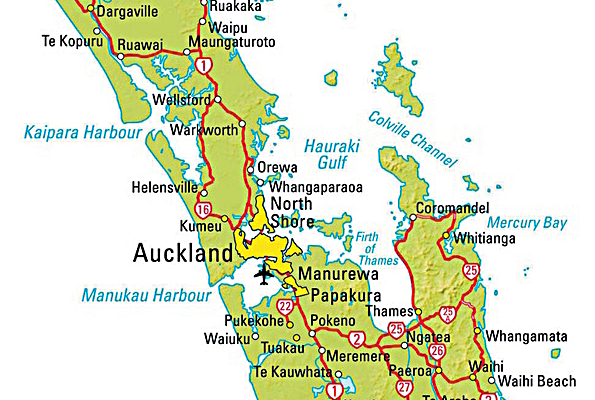 Dargaville
Ruakaka
Waipu
Te Kopuru
Ruawai
Maungaturoto
1
Wellsford
Colville Channel
Kaipara Harbour
Warkworth
Hauraki
Gulf
Orewa
Helensville
Whangaparaoa
North
Shore
16
Coromandel
Kumeu
Mercury Bay
Whitianga
Firth
of
Thames
Auckland
25
Manurewa
Manukau Harbour
Papakura
22
Thames
25
A
Pukekohe
Pokeno
25
Waiuku
2
Ngatea
Whangamata
Tuakau
Meremere
26
Te Kauwhata
Paeroa
Waihi
Waihi Beach
1
27
2